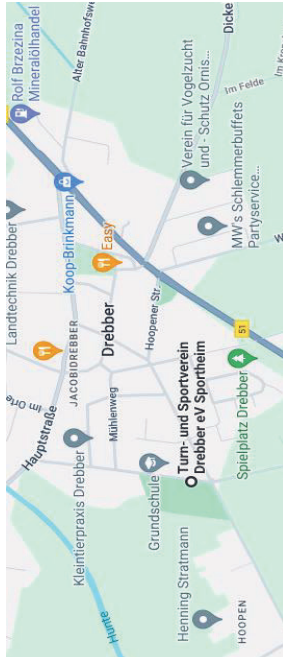 Rolf Brzezina
Mineralölhandel
Alter Bahnhofsw
Dicke
Im Felde
Landtechnik Drebber
Koop-Brinkmann
Easy
Verein für Vogelzucht
und - Schutz Ornis...
MW's Schlemmerbuffets
Partyservice...
Im Orte
JACOBIDREBBER
Drebber
Hoopener Str.
Hauptstraße
Mühlenweg
51
Kleintierpraxis Drebber
Grundschule
Turn- und Sportverein
Drebber eV Sportheim
Spielplatz Drebber
Hunte
Henning Stratmann
HOOPEN